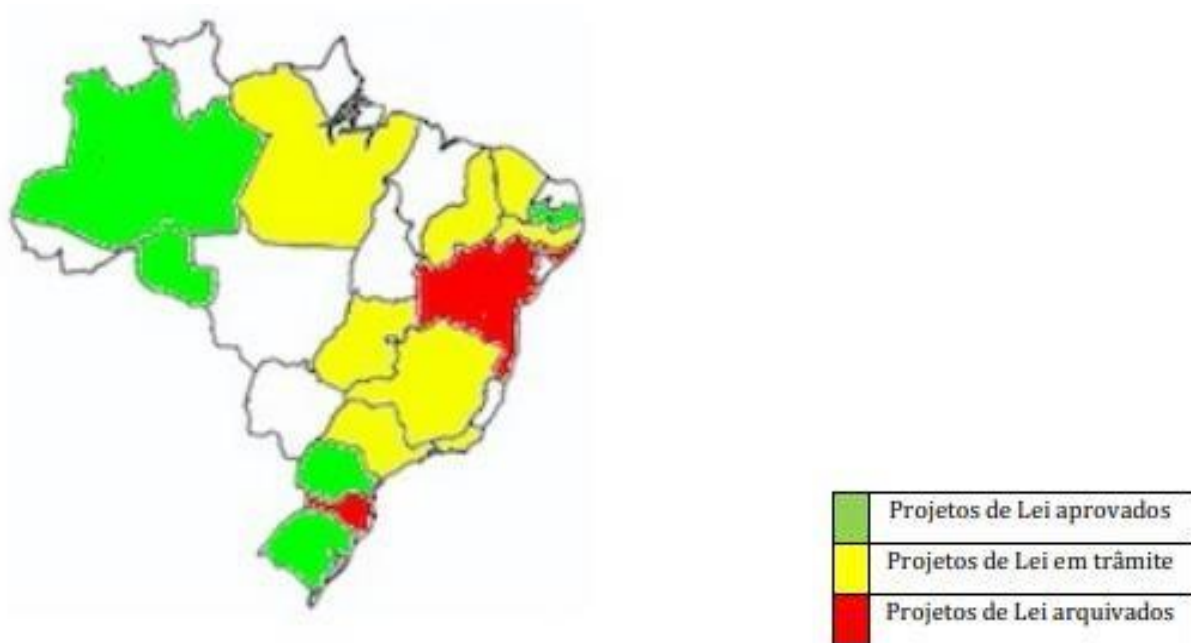 Projetos de Lei aprovados
Projetos de Lei em trâmite
Projetos de Lei arquivados